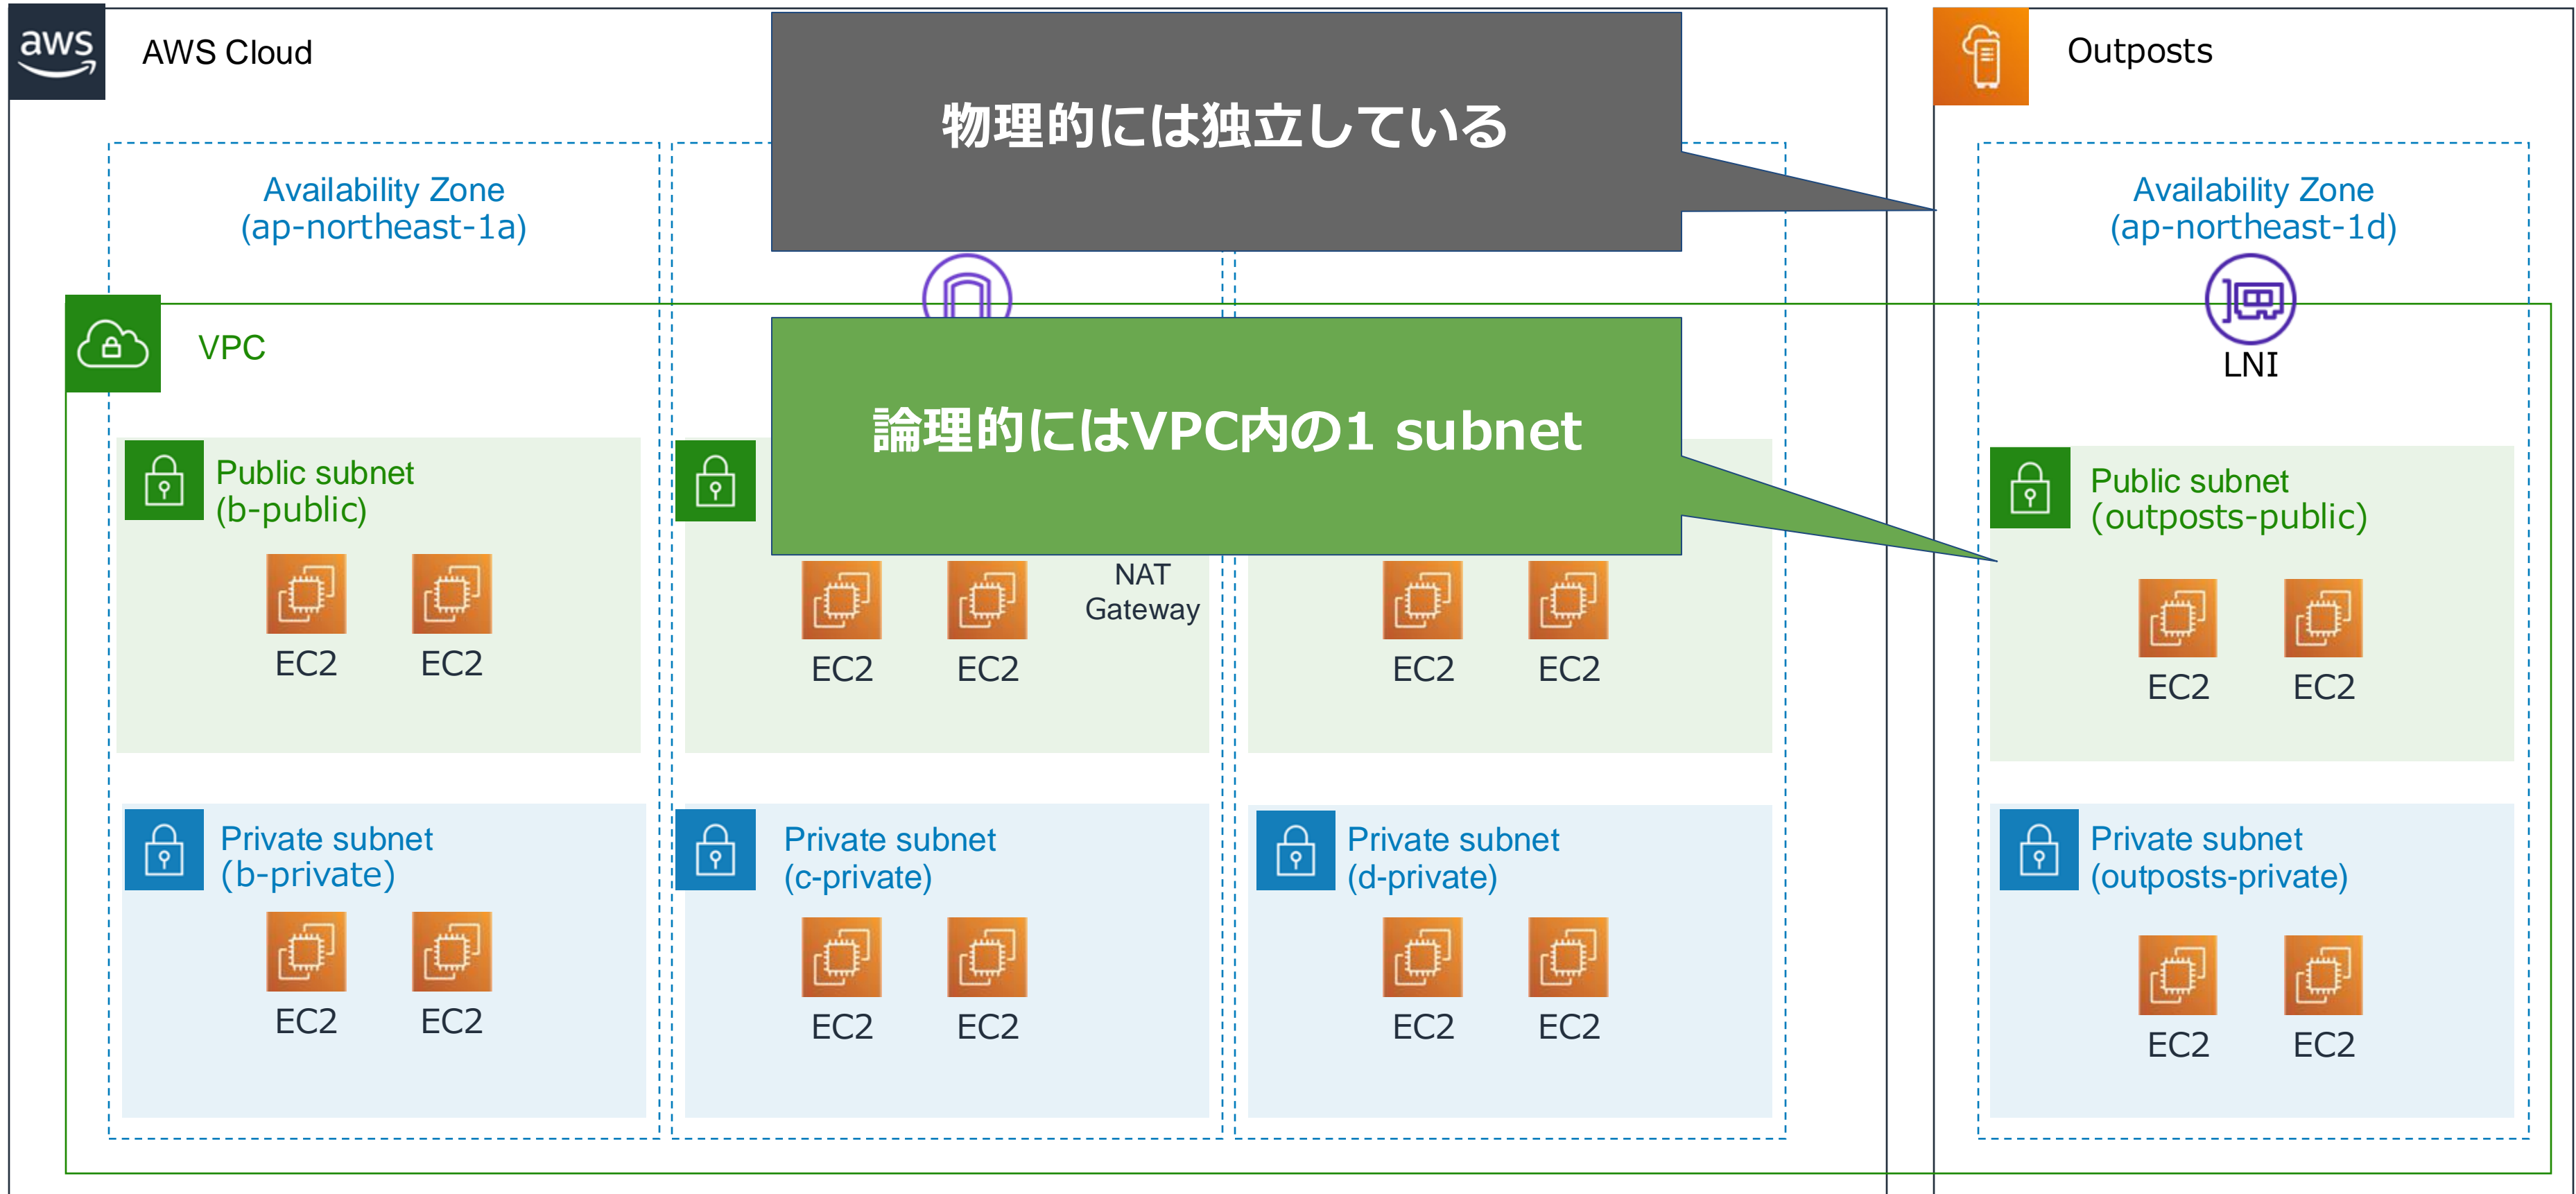 aws
AWS Cloud
物理的には独立している
Outposts
Availability Zone
(ap-northeast-1a)
Availability Zone
(ap-northeast-1d)
VPC
LNI
論理的にはVPC内の1 subnet
Public subnet
(b-public)
Public subnet
(outposts-public)
EC2
EC2
EC2
EC2
NAT
Gateway
EC2
EC2
EC2
EC2
Private subnet
(b-private)
Private subnet
(c-private)
Private subnet
(d-private)
Private subnet
(outposts-private)
EC2
EC2
EC2
EC2
EC2
EC2
EC2
EC2